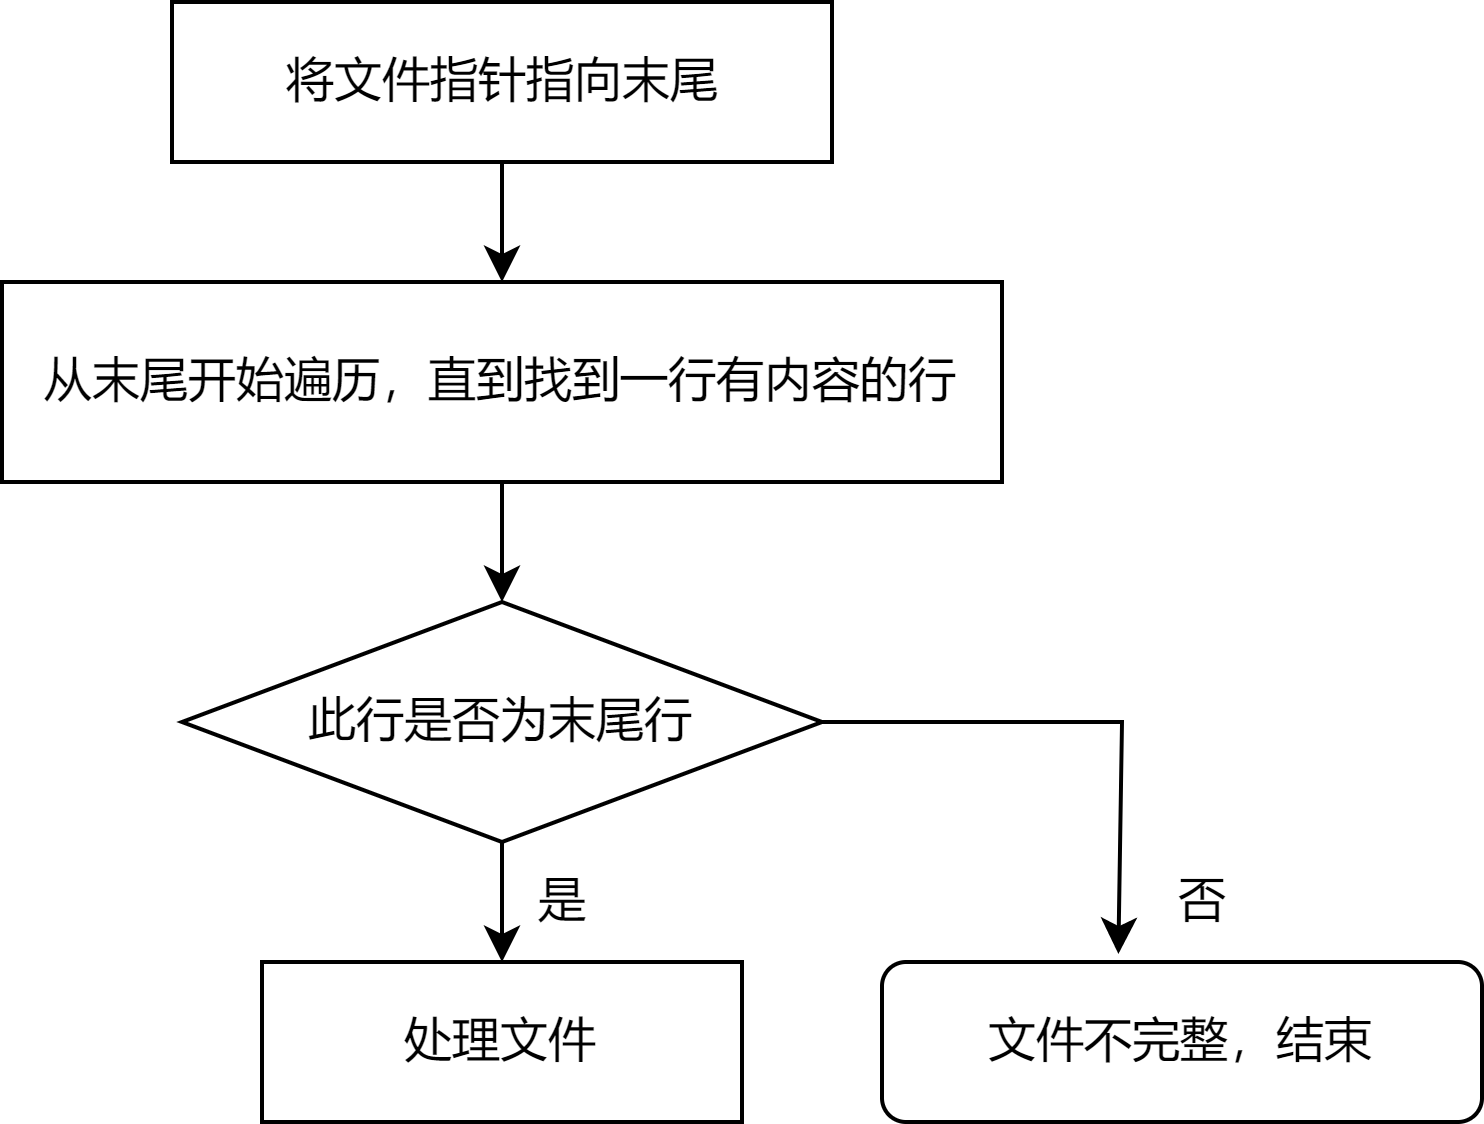 将文件指针指向末尾
从末尾开始遍历，直到找到一行有内容的行
此行是否为末尾行
是
否
处理文件
文件不完整，结束